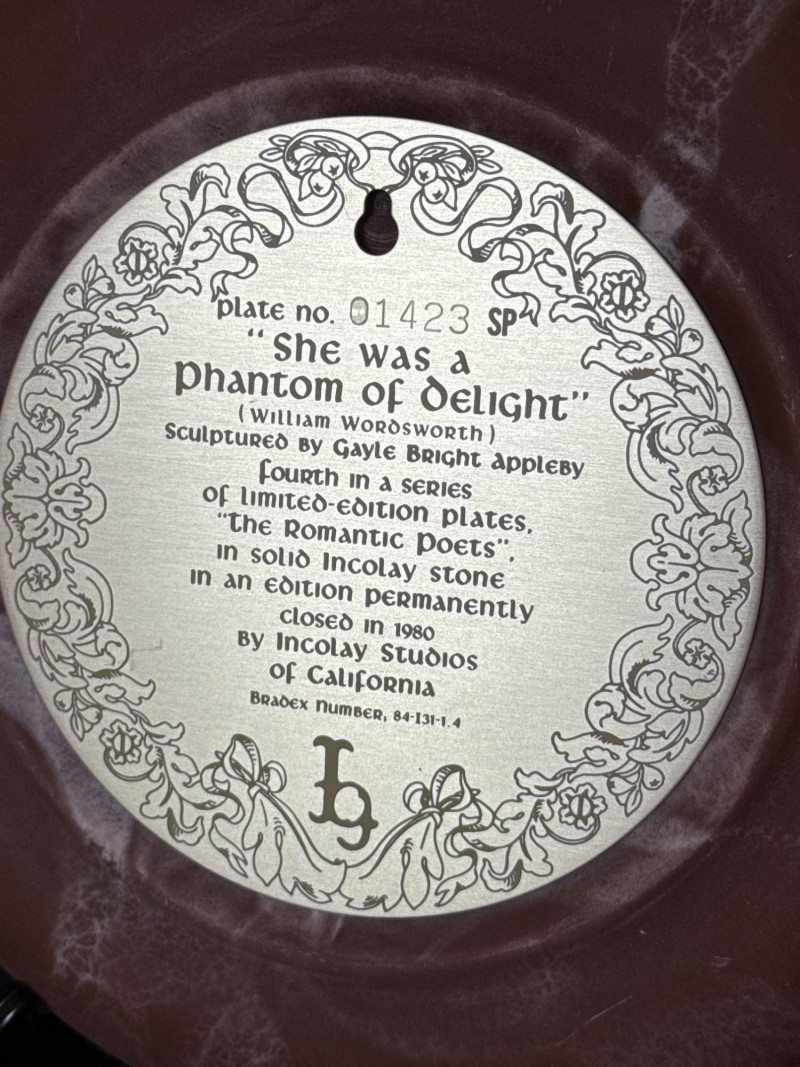 Plate no. 01423 SP
"She was a
Phantom of Delight"
(William Wordsworth)
Sculptured by Gayle Bright Appleby
Fourth in a series
of limited-edition plates,
"The Romantic Poets",
in solid Incolay stone
in an edition permanently
closed in 1980
by Incolay Studios
of California
Bradex Number, 84-I31-1.4